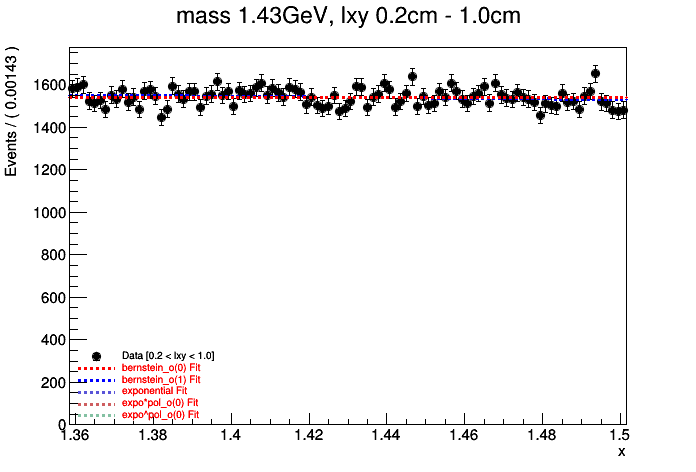 mass 1.43GeV, lxy 0.2cm - 1.0cm
Events / ( 0.00143 )
1600
1400
1200
1000
800
600
400
200
0
Data [0.2 < lxy < 1.0]
bernstein_o(0) Fit
bernstein_o(1) Fit
exponential Fit
expo*pol_o(0) Fit
expo^pol_o(0) Fit
1.36 1.38 1.4 1.42 1.44 1.46 1.48 1.5
x